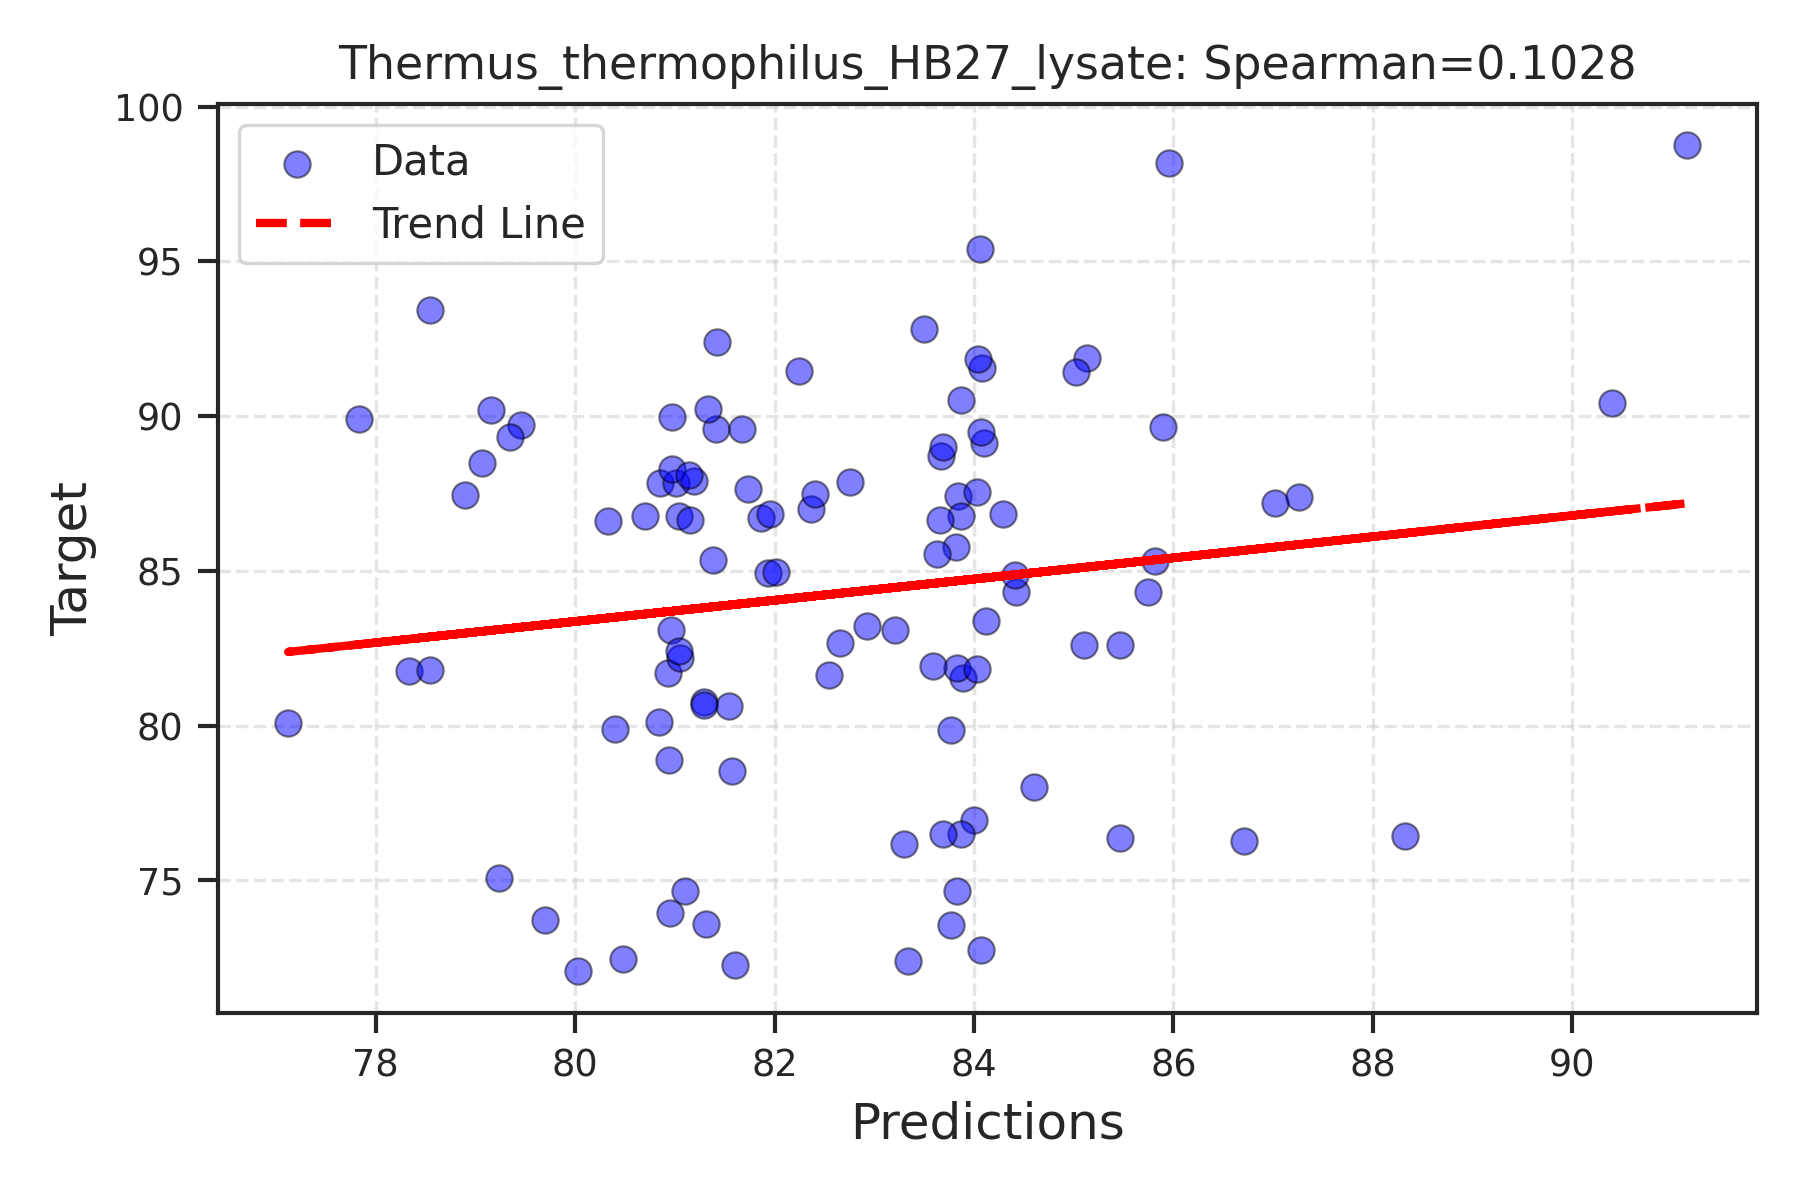 Thermus_thermophilus_HB27_lysate: Spearman=0.1028
Data
Trend Line
Target
100
95
90
85
80
75
78 80 82 84 86 88 90
Predictions